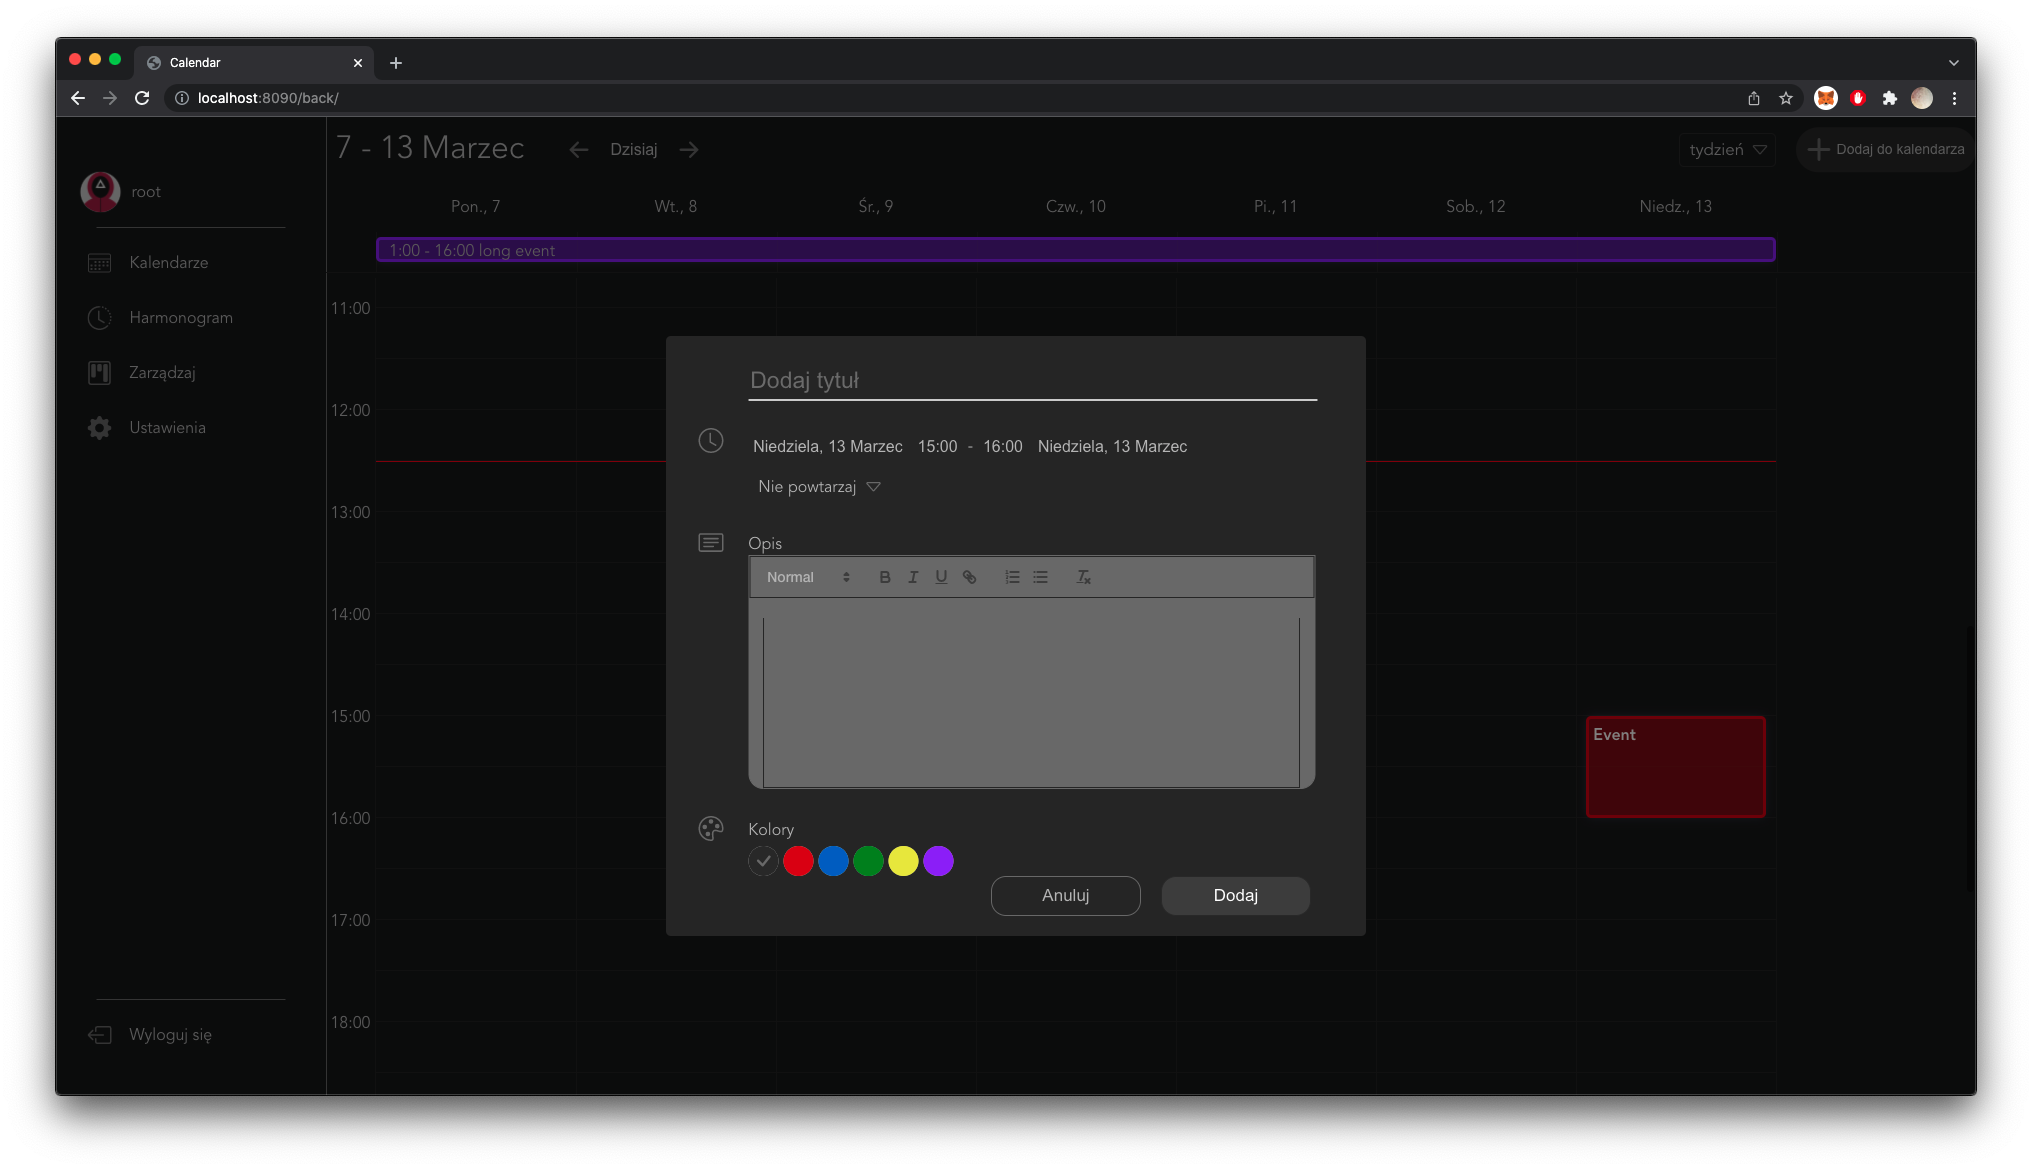 Calendar
localhost:8090/back/
7 - 13 Marzec
Dzisiaj
tydzień
Dodaj do kalendarza
root
Kalendarze
Harmonogram
Zarządzaj
Ustawienia
Wyloguj się
Pon., 7
Wt., 8
Śr., 9
Czw., 10
Pi., 11
Sob., 12
Niedz., 13
1:00 - 16:00 long event
11:00
12:00
13:00
14:00
15:00
16:00
17:00
18:00
Event
Dodaj tytuł
Niedziela, 13 Marzec 15:00 - 16:00 Niedziela, 13 Marzec
Nie powtarzaj
Opis
Normal
Kolory
Anuluj
Dodaj